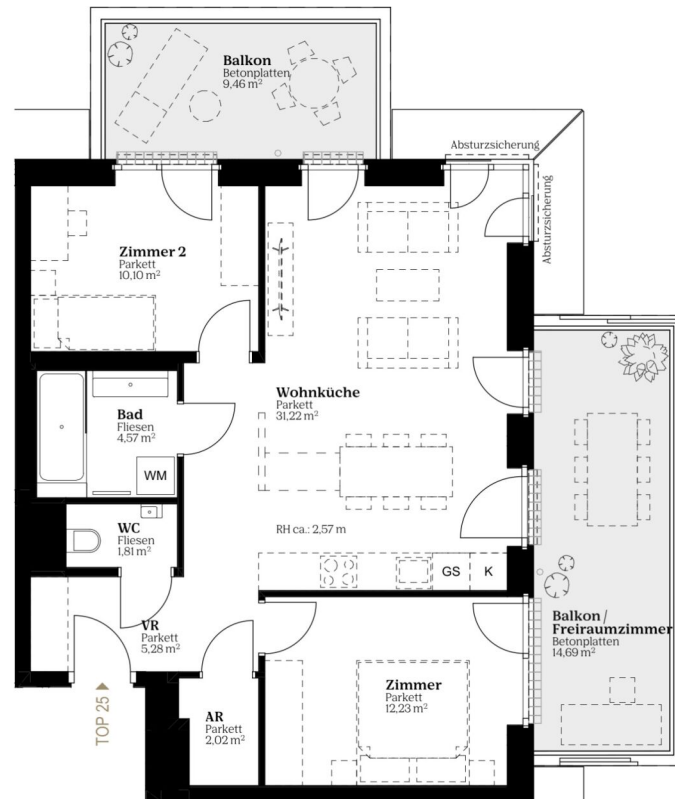 Balkon
Betonplatten
9,46 m²
Absturzsicherung
Absturzsicherung
Zimmer 2
Parkett
10,10 m²
Wohnküche
Parkett
31,22 m²
Bad
Fliesen
4,57 m²
WM
WC
Fliesen
1,81 m²
RH ca.: 2,57 m
GS
K
VR
Parkett
5,28 m²
Balkon /
Freiraumzimmer
Betonplatten
14,69 m²
Zimmer
Parkett
12,23 m²
AR
Parkett
2,02 m²
TOP 25